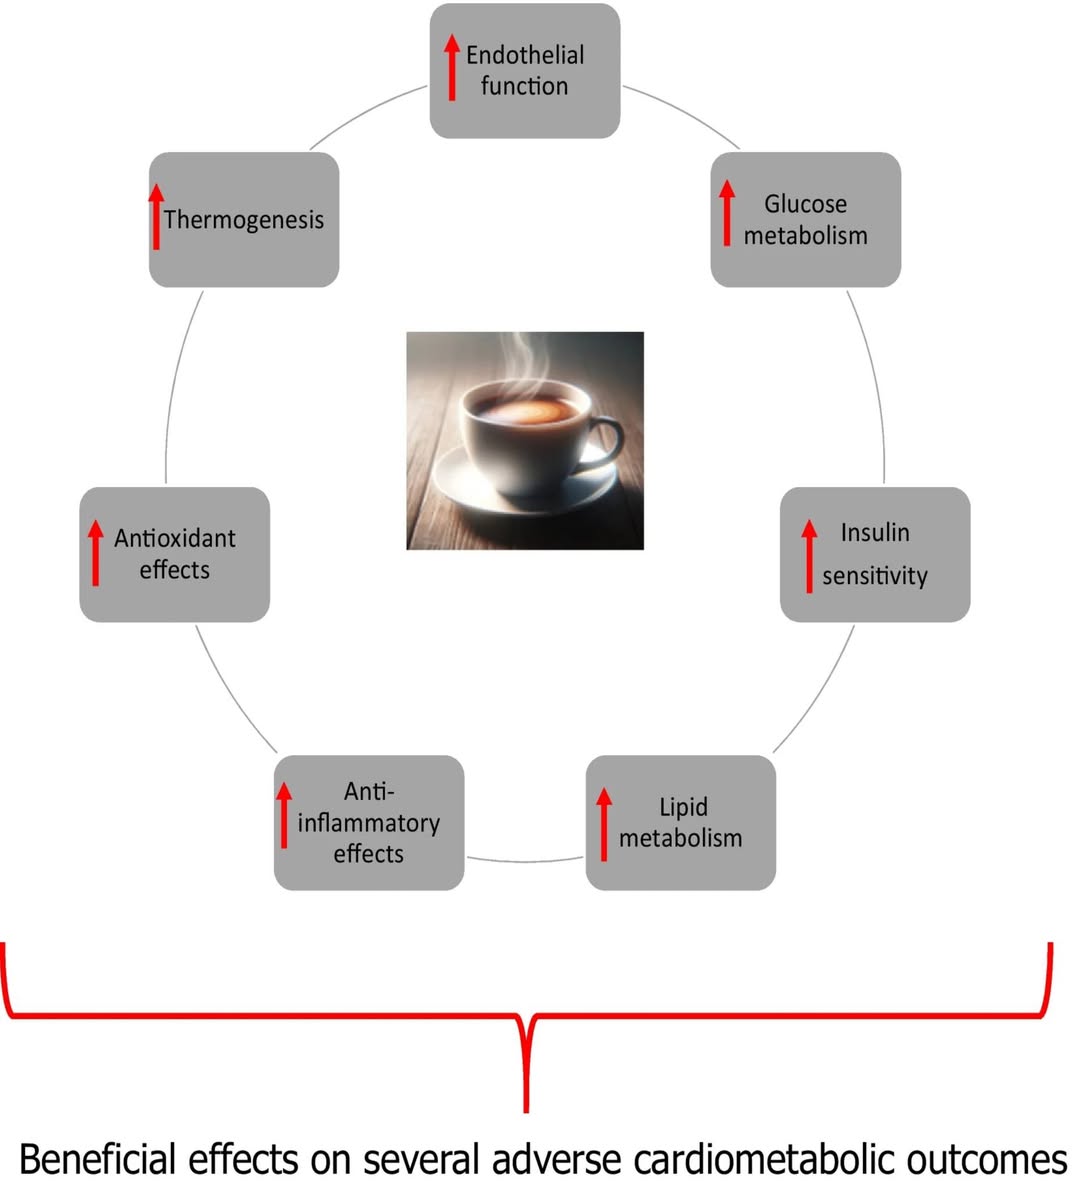 Endothelial
function
Glucose
metabolism
Insulin
sensitivity
Lipid
metabolism
Anti-
inflammatory
effects
Antioxidant
effects
Thermogenesis
Beneficial effects on several adverse cardiometabolic outcomes